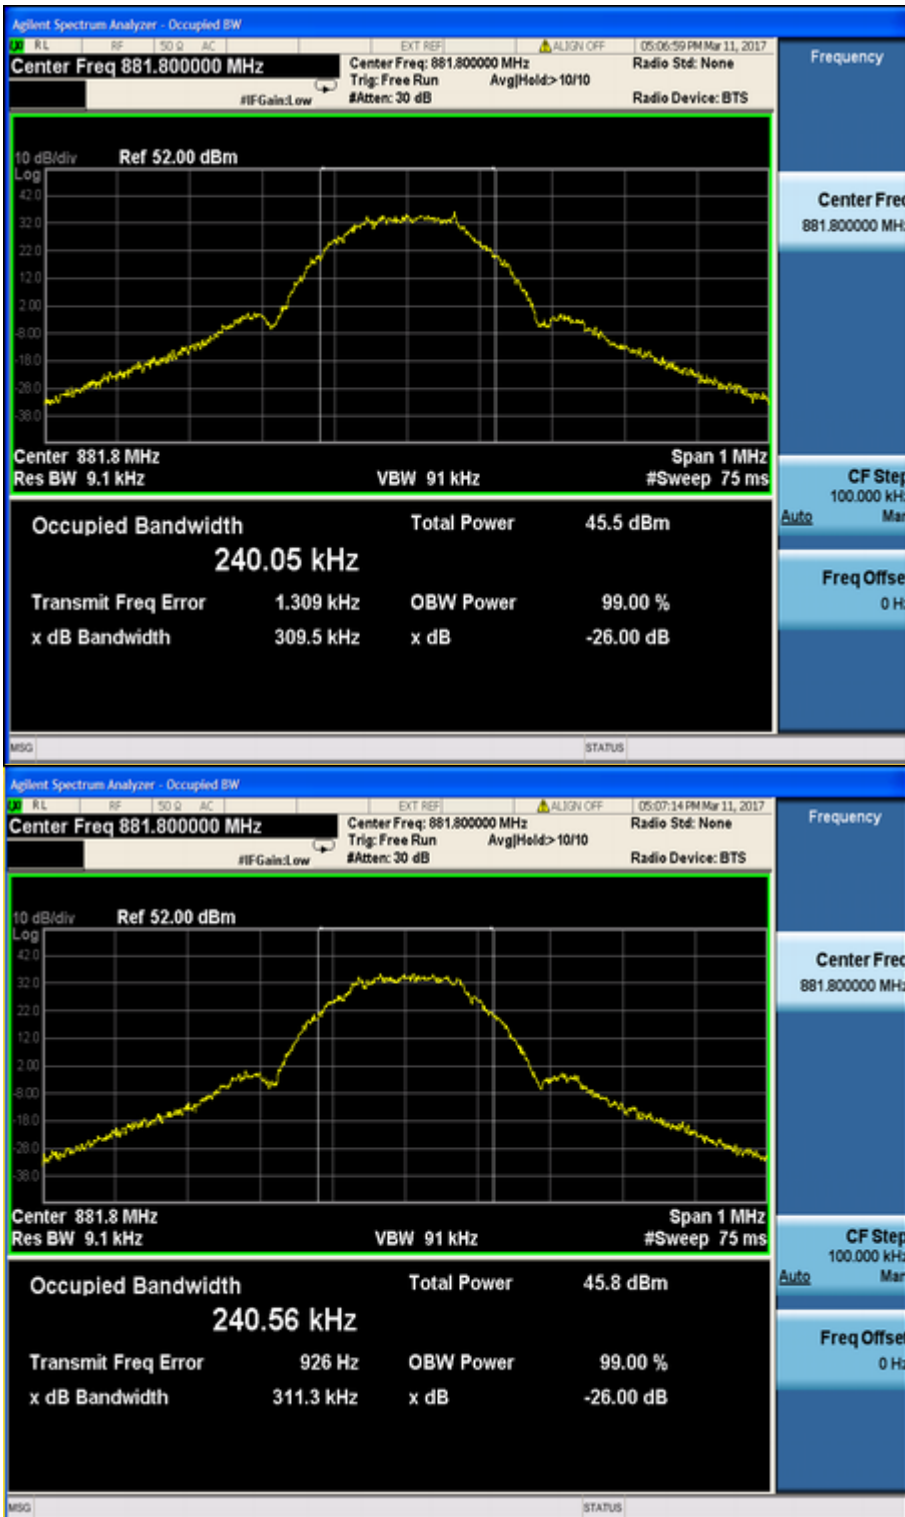 Agilent Spectrum Analyzer - Occupied BW
RL RF 50 Ω AC EXT REF ALIGN OFF 05:06:59 PM Mar 11, 2017
Center Freq 881.800000 MHz
Center Freq: 881.800000 MHz Radio Std: None
Trig: Free Run Avg|Hold:> 10/10
#IFGain:Low #Atten: 30 dB Radio Device: BTS
10 dB/div Ref 52.00 dBm
Log
42.0
32.0
22.0
12.0
2.00
-8.00
-18.0
-28.0
-38.0
Center 881.8 MHz Span 1 MHz
Res BW 9.1 kHz VBW 91 kHz #Sweep 75 ms
Occupied Bandwidth Total Power 45.5 dBm
240.05 kHz
Transmit Freq Error 1.309 kHz OBW Power 99.00 %
x dB Bandwidth 309.5 kHz x dB -26.00 dB
MSG STATUS
Frequency
Center Freq
881.800000 MHz
CF Step
100.000 kHz
Auto Man
Freq Offse
0 H
Agilent Spectrum Analyzer - Occupied BW
RL RF 50 Ω AC EXT REF ALIGN OFF 05:07:14 PM Mar 11, 2017
Center Freq 881.800000 MHz
Center Freq: 881.800000 MHz Radio Std: None
Trig: Free Run Avg|Hold:> 10/10
#IFGain:Low #Atten: 30 dB Radio Device: BTS
10 dB/div Ref 52.00 dBm
Log
42.0
32.0
22.0
12.0
2.00
-8.00
-18.0
-28.0
-38.0
Center 881.8 MHz Span 1 MHz
Res BW 9.1 kHz VBW 91 kHz #Sweep 75 ms
Occupied Bandwidth Total Power 45.8 dBm
240.56 kHz
Transmit Freq Error 926 Hz OBW Power 99.00 %
x dB Bandwidth 311.3 kHz x dB -26.00 dB
MSG STATUS
Frequency
Center Freq
881.800000 MHz
CF Step
100.000 kHz
Auto Man
Freq Offset
0 Hz